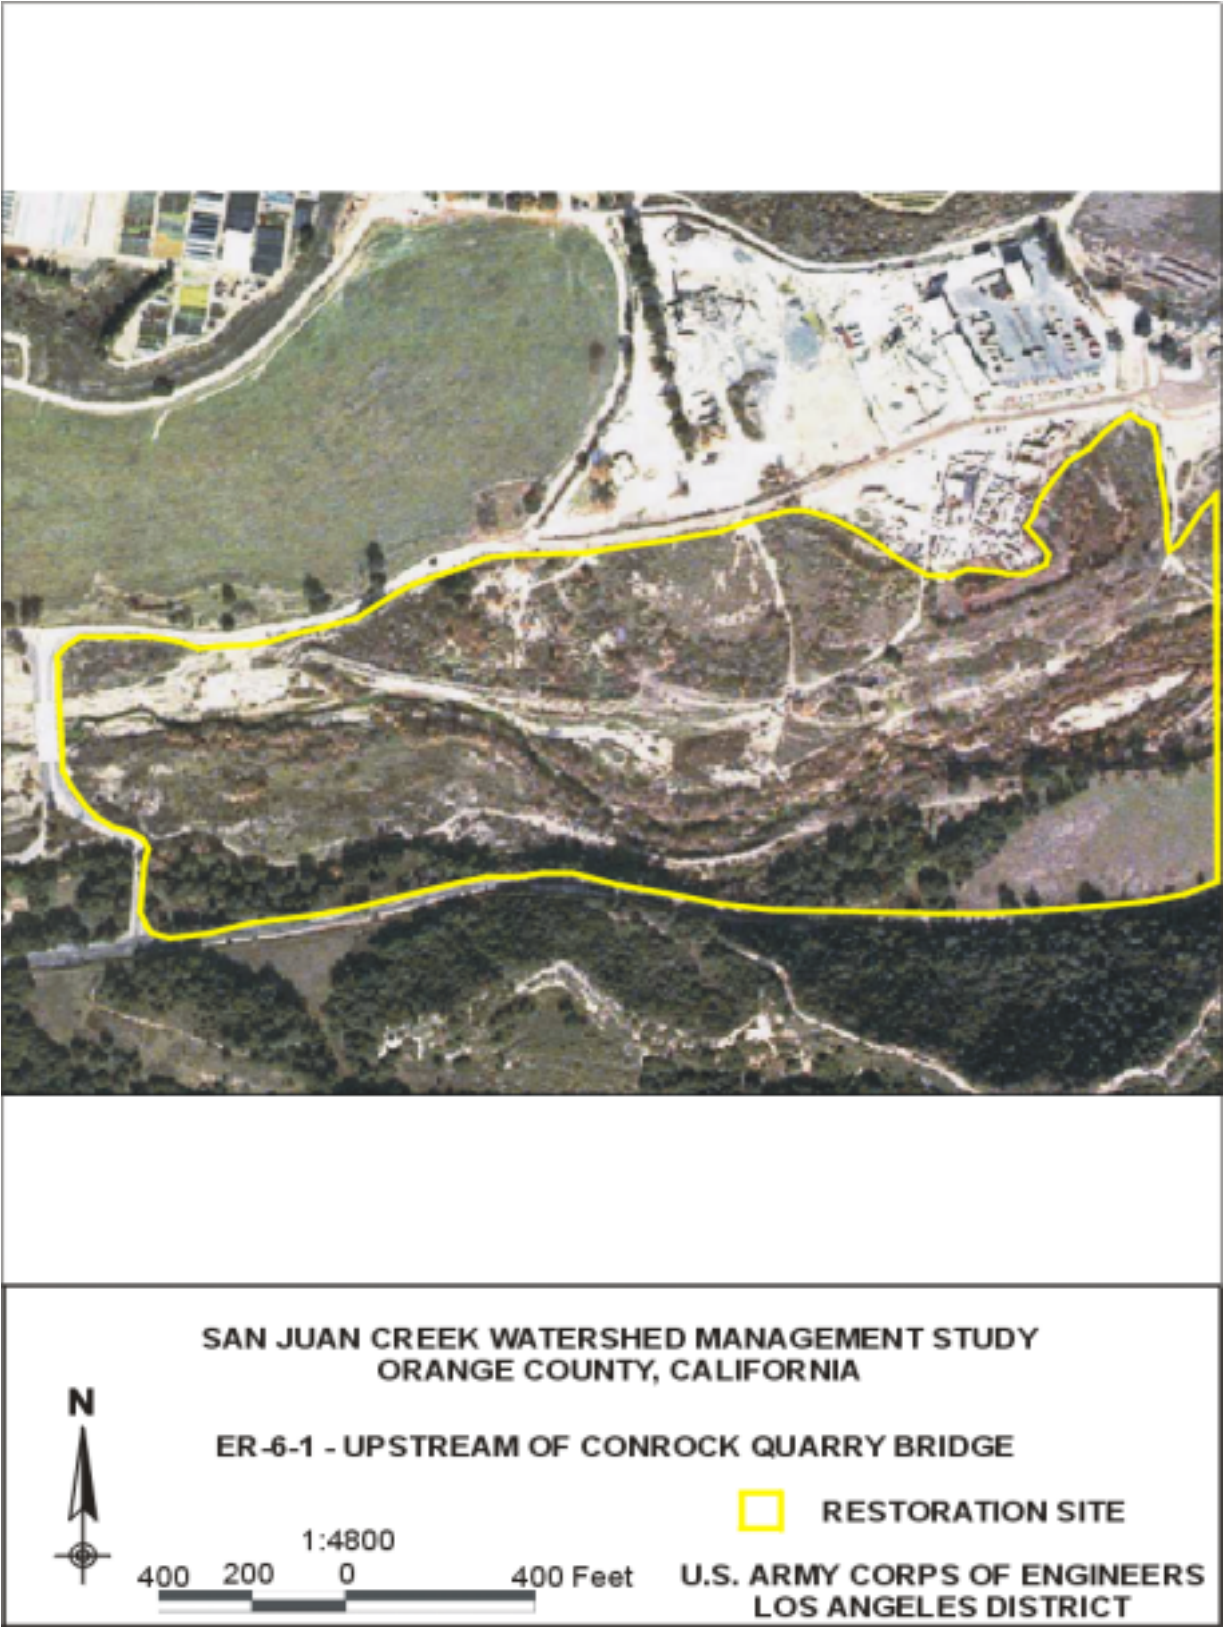 SAN JUAN CREEK WATERSHED MANAGEMENT STUDY
ORANGE COUNTY, CALIFORNIA
N
ER-6-1 - UPSTREAM OF CONROCK QUARRY BRIDGE
RESTORATION SITE
1:4800
400 200 0 400 Feet
U.S. ARMY CORPS OF ENGINEERS
LOS ANGELES DISTRICT